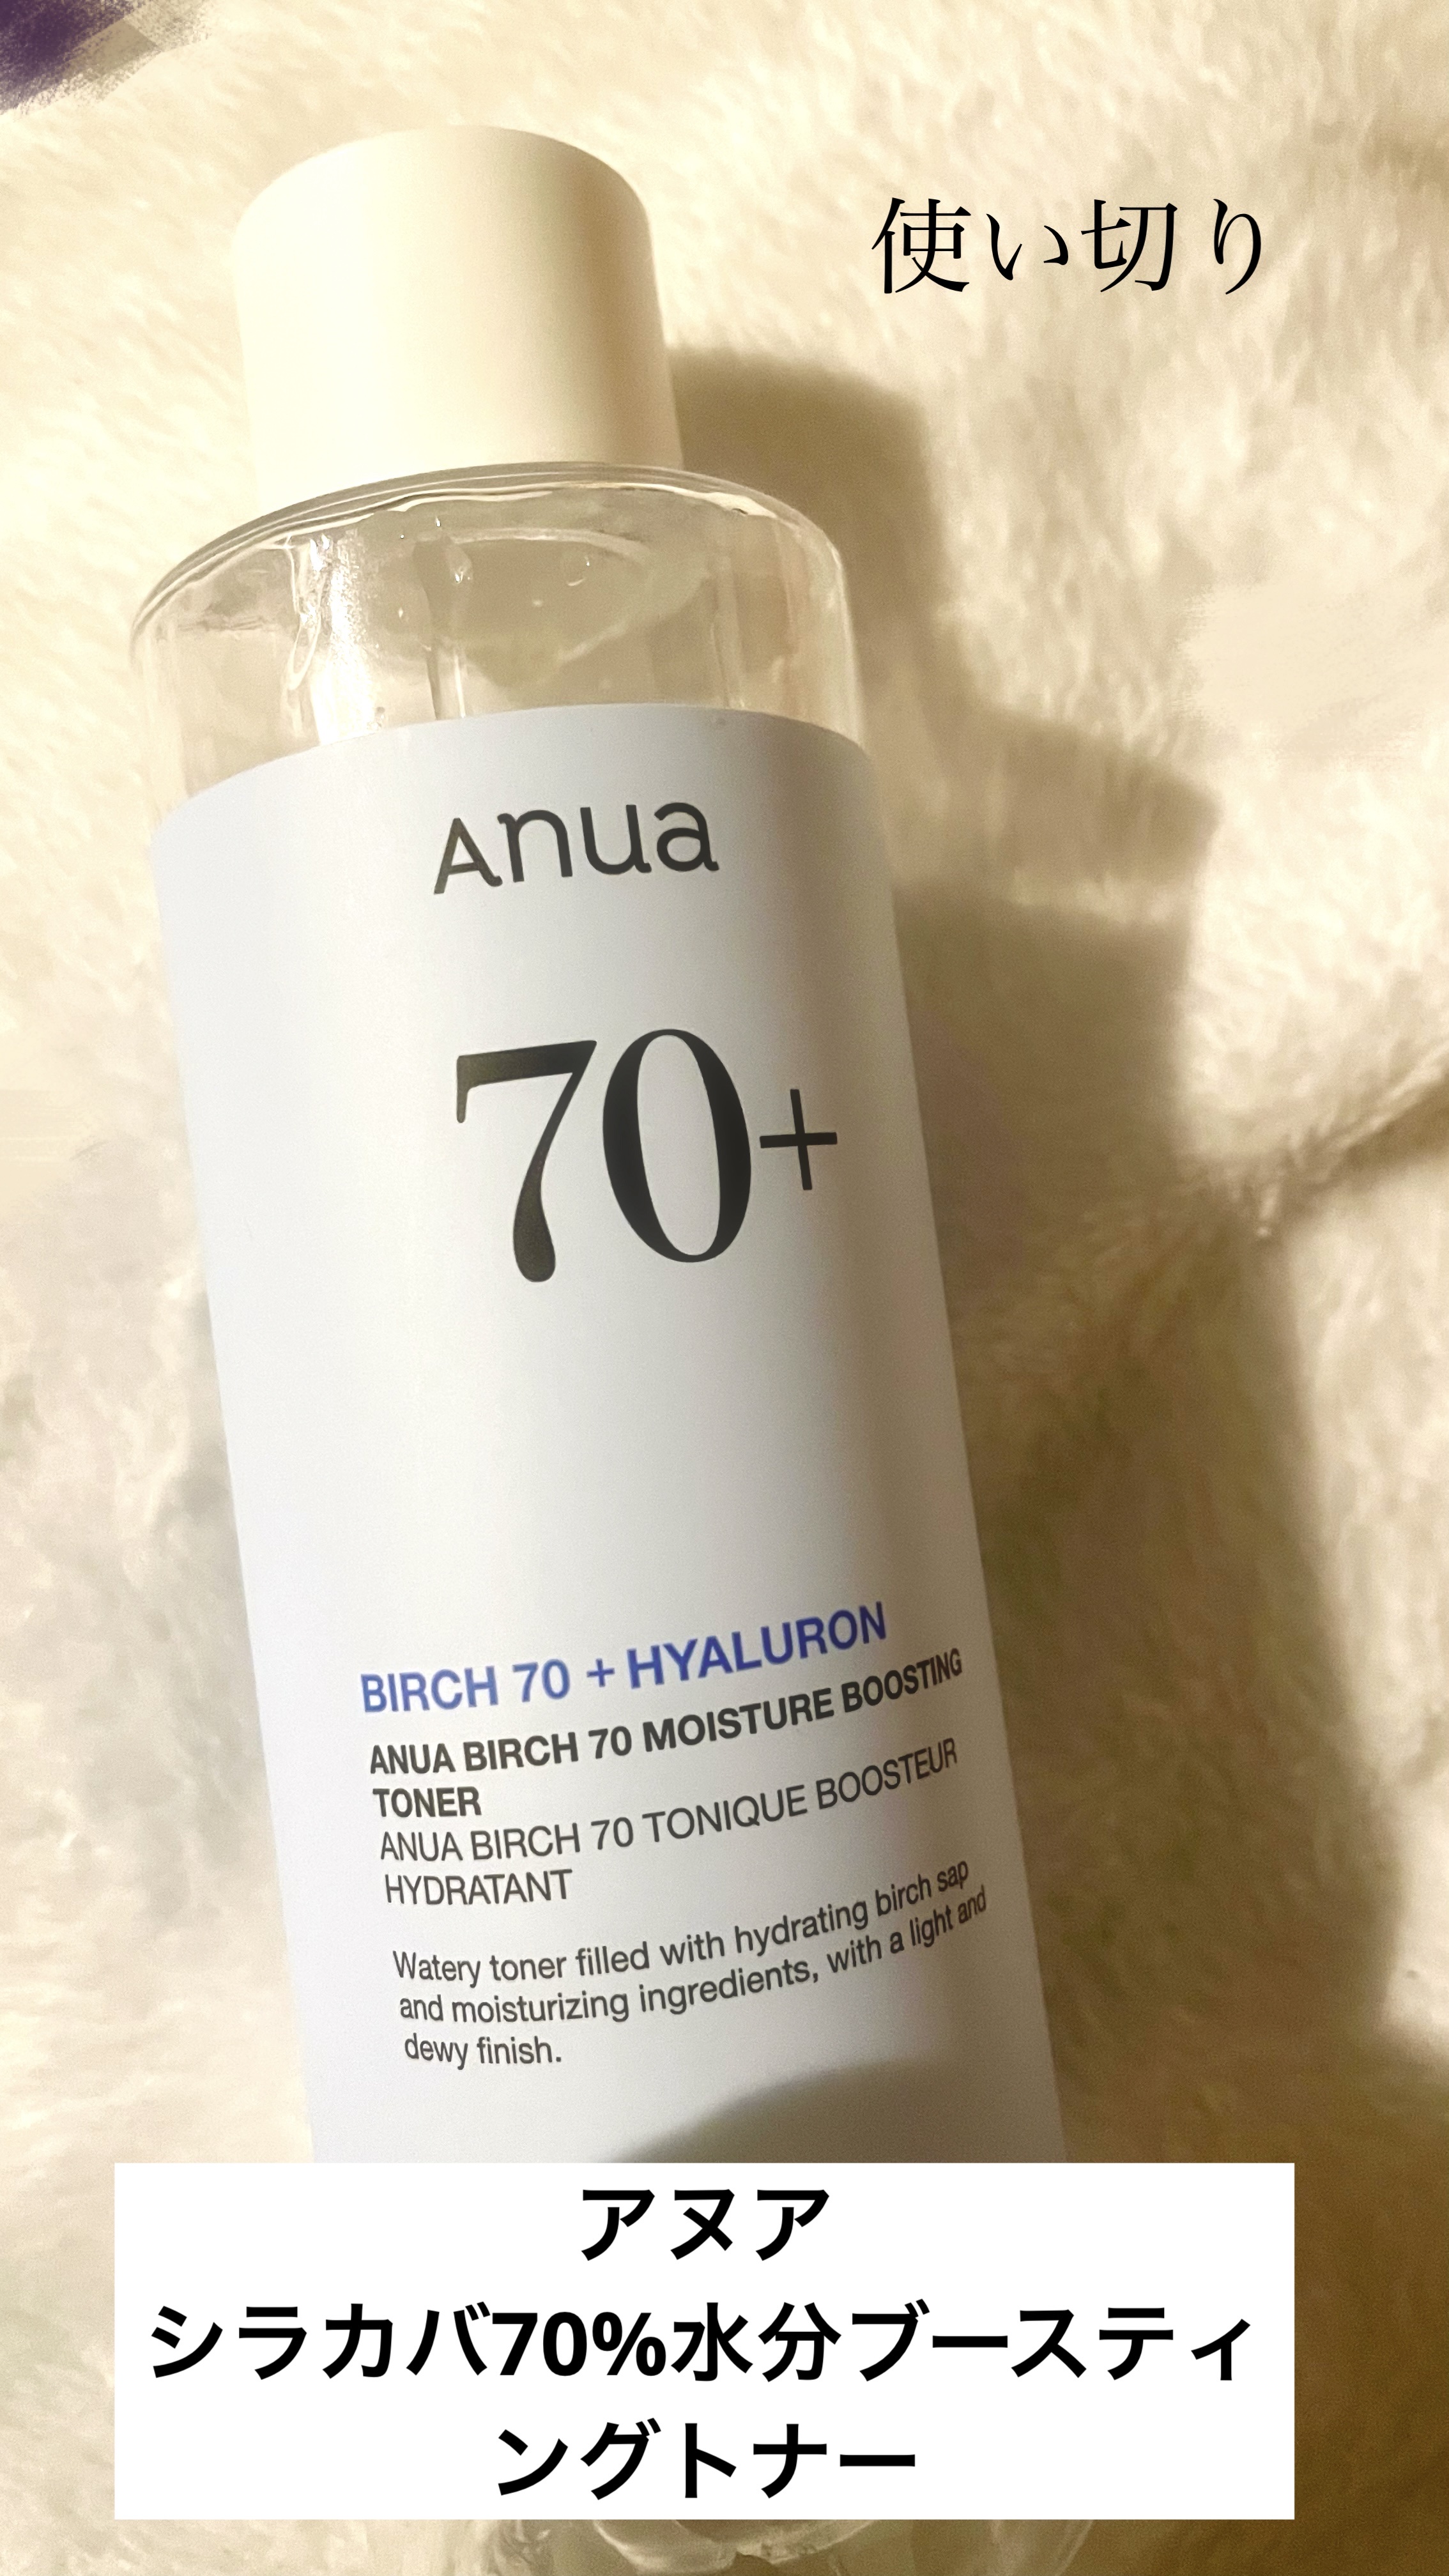 使い切り
Anua
70+
BIRCH 70 + HYALURON
ANUA BIRCH 70 MOISTURE BOOSTING
TONER
ANUA BIRCH 70 TONIQUE BOOSTEUR
HYDRATANT
Watery toner filled with hydrating birch sap
and moisturizing ingredients, with a light and
dewy finish.
アヌア
シラカバ70%水分ブースティ
ングトナー